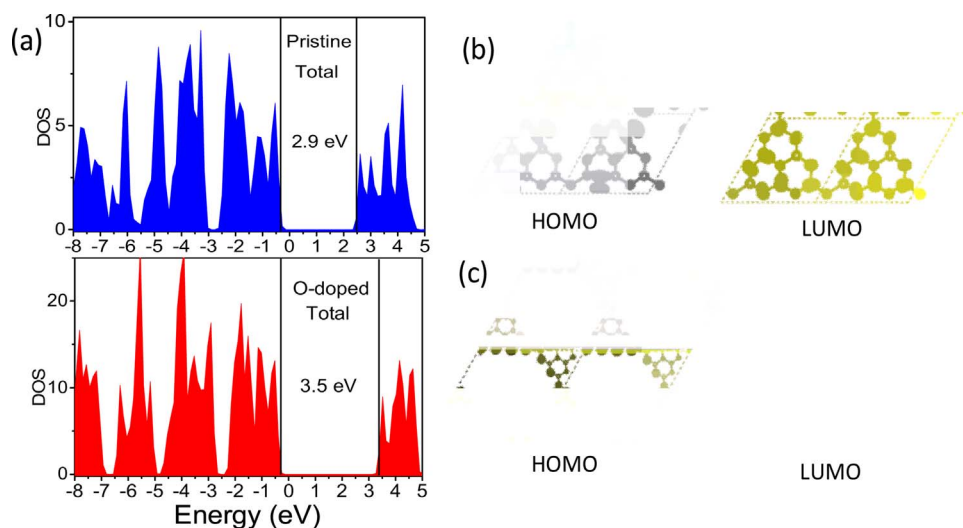 (a)
10
5
0
DOS
Pristine
Total
2.9 eV
-8 -7 -6 -5 -4 -3 -2 -1 0 1 2 3 4 5
20
10
0
DOS
O-doped
Total
3.5 eV
-8 -7 -6 -5 -4 -3 -2 -1 0 1 2 3 4 5
Energy (eV)
(b)
HOMO
LUMO
(c)
HOMO
LUMO